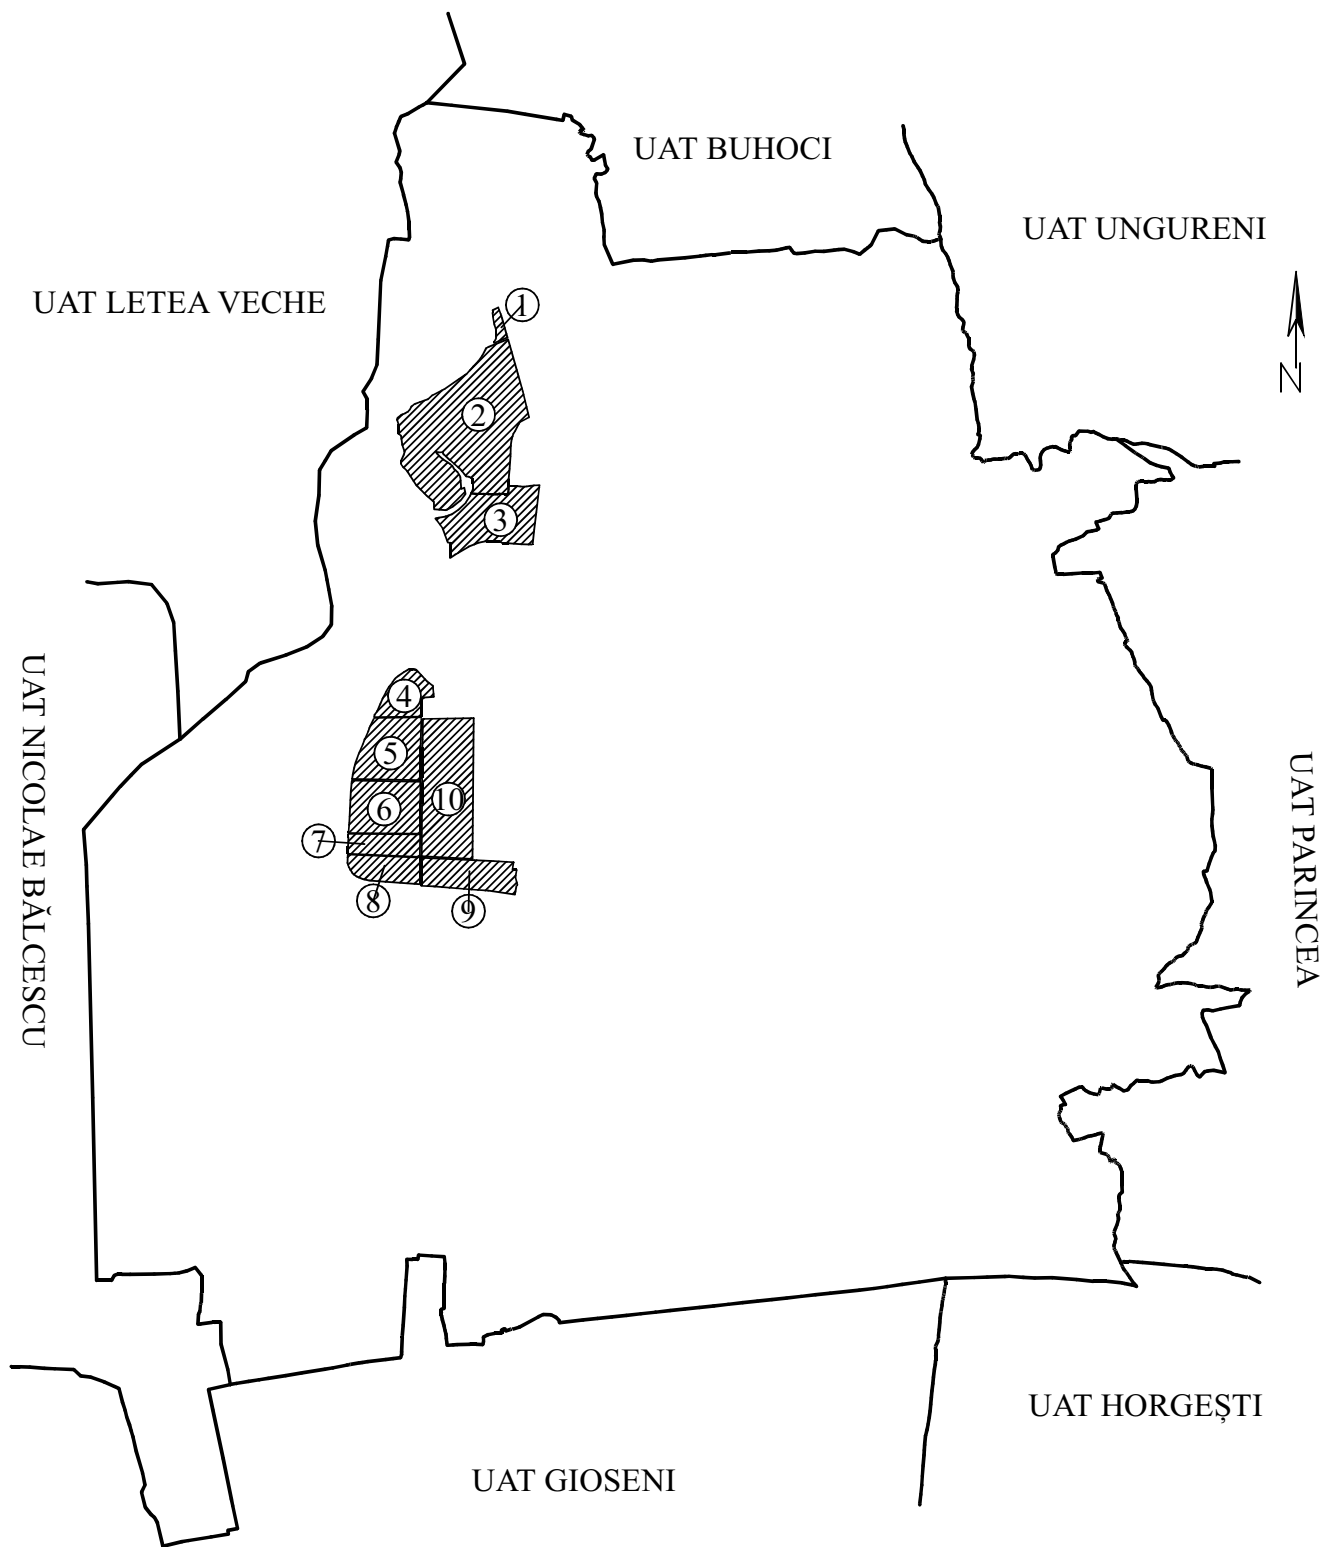 UAT BUHOCI
UAT UNGURENI
UAT LETEA VECHE
1
N
2
3
UAT NICOLAE BĂLCESCU
4
5
6
10
7
8
9
UAT PARINCEA
UAT HORGEȘTI
UAT GIOSENI